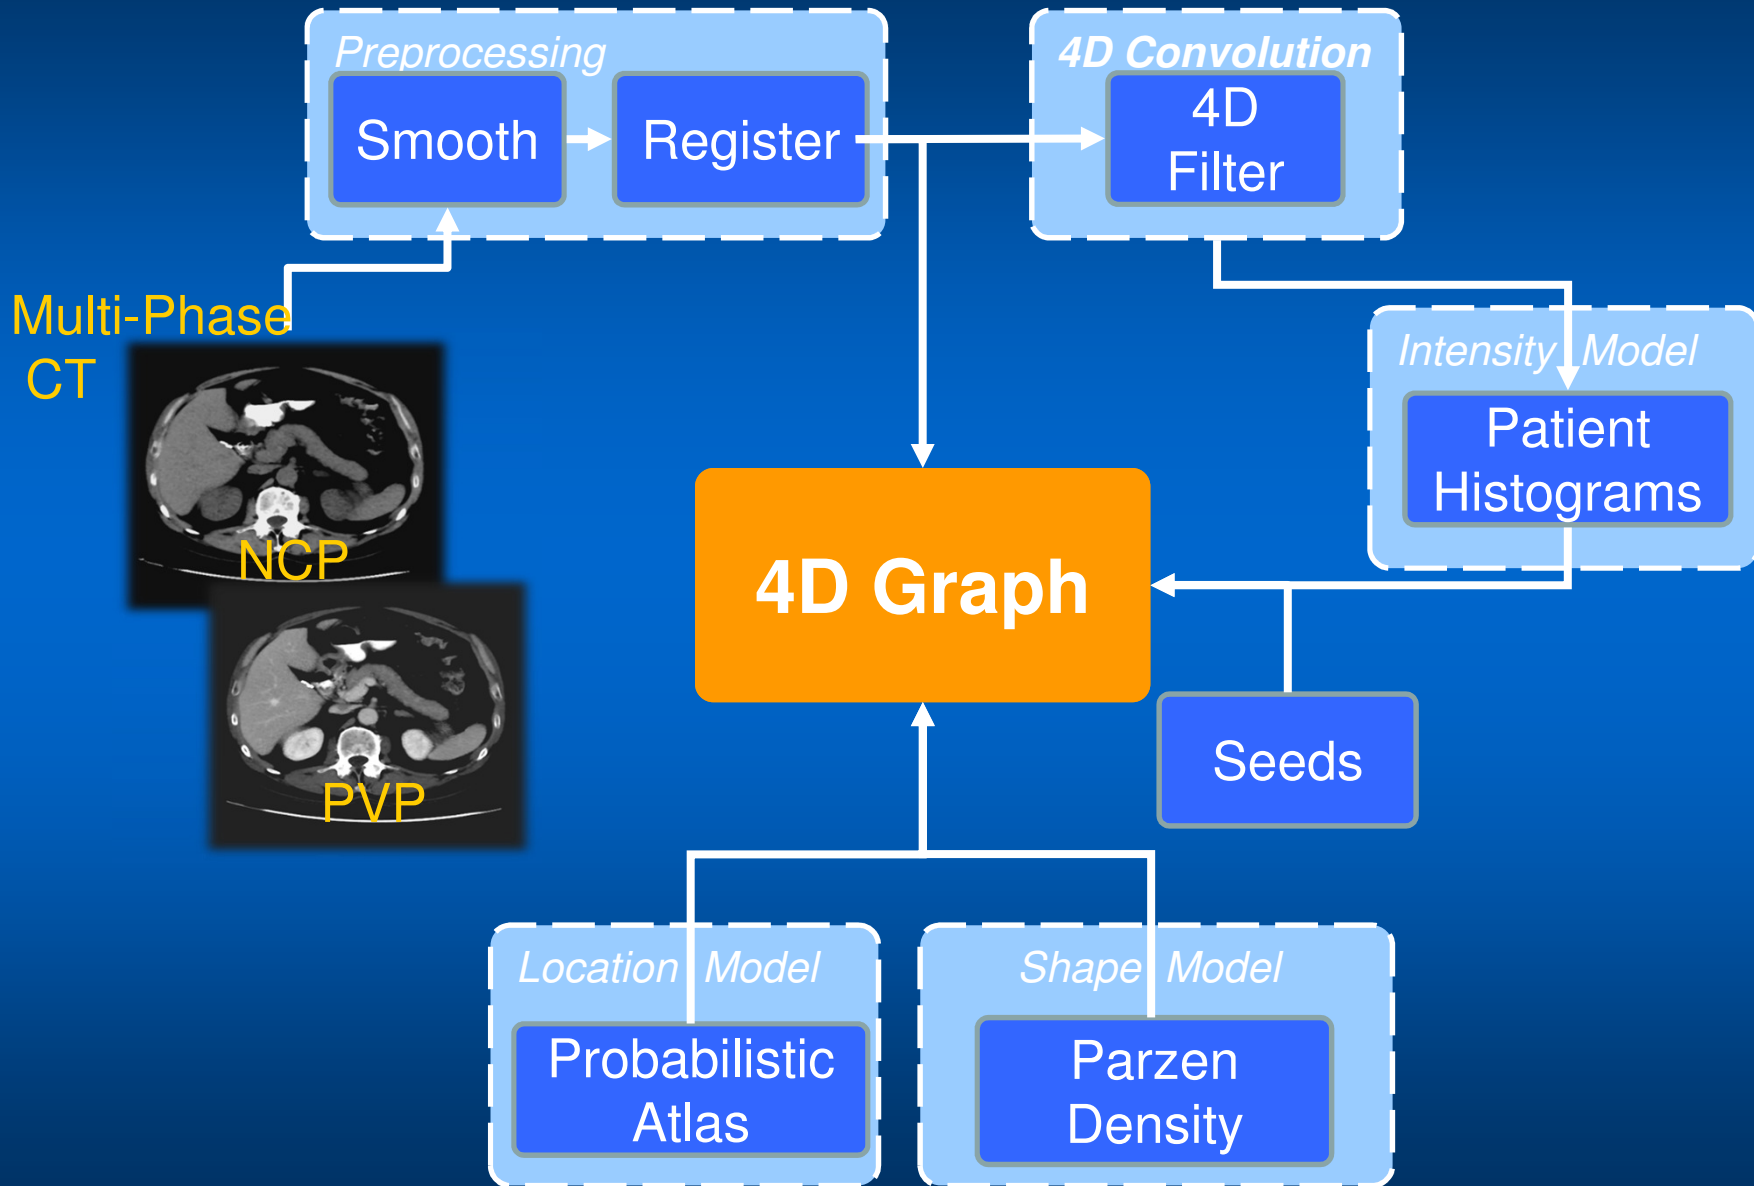 Preprocessing
Smooth
Register
4D Convolution
4D
Filter
Multi-Phase
CT
NCP
PVP
Intensity Model
Patient
Histograms
4D Graph
Seeds
Location Model
Probabilistic
Atlas
Shape Model
Parzen
Density